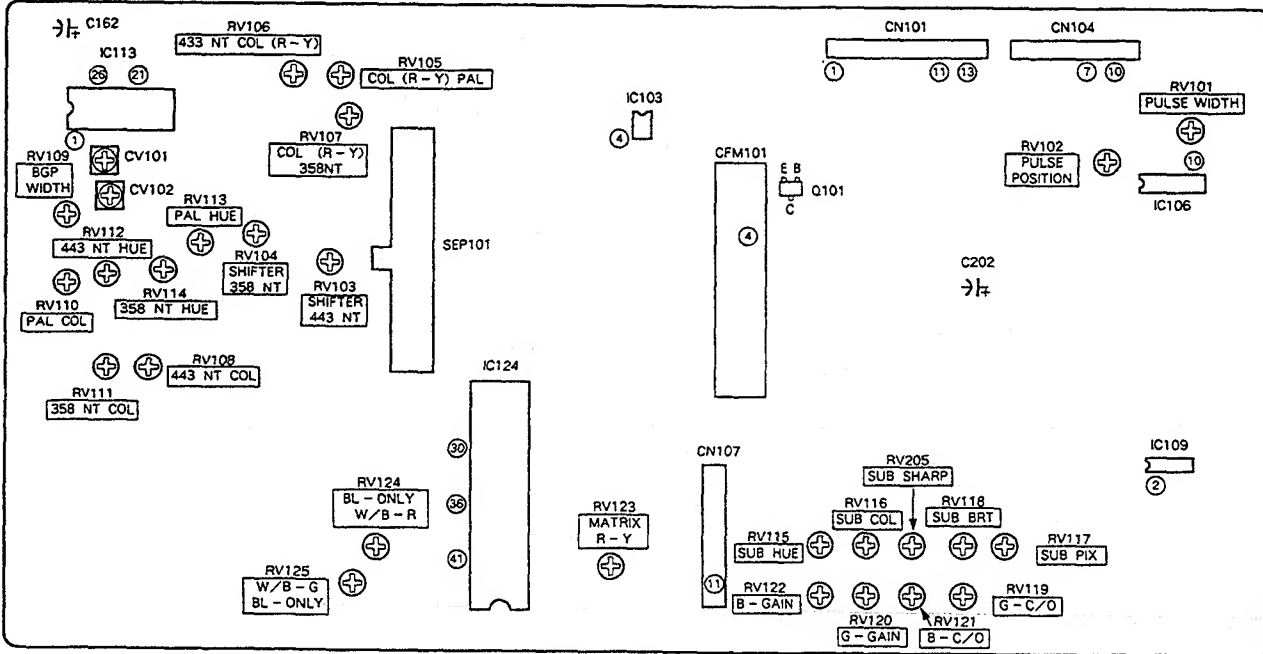 C162
RV106
433 NT COL (R-Y)
IC113
26 21
RV105
COL (R-Y) PAL
CN101
CN104
1 11 13
7 10
RV101
PULSE WIDTH
IC103
4
RV107
COL (R-Y)
358NT
1
RV109
BGP
WIDTH
CV101
CV102
CFM101
E B
Q101
C
RV102
PULSE
POSITION
10
IC106
RV113
PAL HUE
RV112
443 NT HUE
SEP101
4
RV104
SHIFTER
358 NT
C202
RV114
358 NT HUE
RV103
SHIFTER
443 NT
RV110
PAL COL
RV108
443 NT COL
IC124
RV111
358 NT COL
30
CN107
IC109
2
RV205
SUB SHARP
RV124
BL-ONLY
W/B-R
36
RV123
MATRIX
R-Y
RV116
SUB COL
RV118
SUB BRT
RV115
SUB HUE
RV117
SUB PIX
41
RV125
W/B-G
BL-ONLY
11
RV122
B-GAIN
RV119
G-C/O
RV120
G-GAIN
RV121
B-C/O